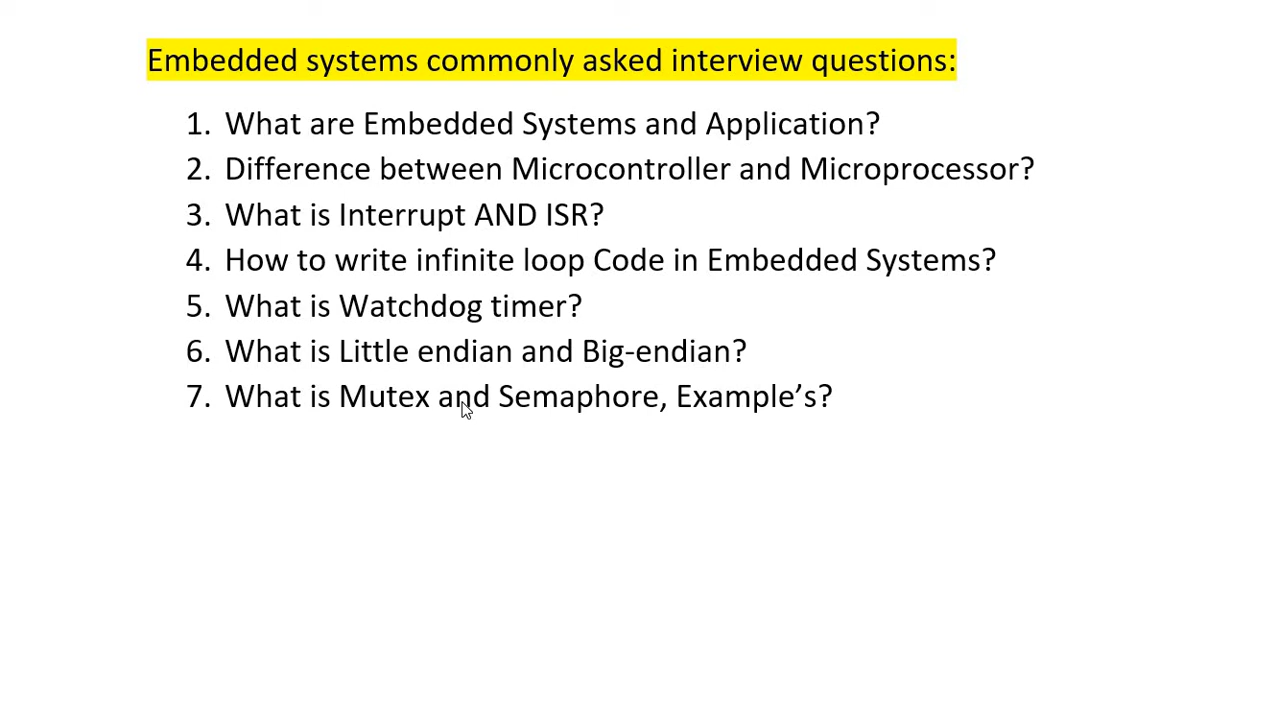 Embedded systems commonly asked interview questions:
1. What are Embedded Systems and Application?
2. Difference between Microcontroller and Microprocessor?
3. What is Interrupt AND ISR?
4. How to write infinite loop Code in Embedded Systems?
5. What is Watchdog timer?
6. What is Little endian and Big-endian?
7. What is Mutex and Semaphore, Example’s?